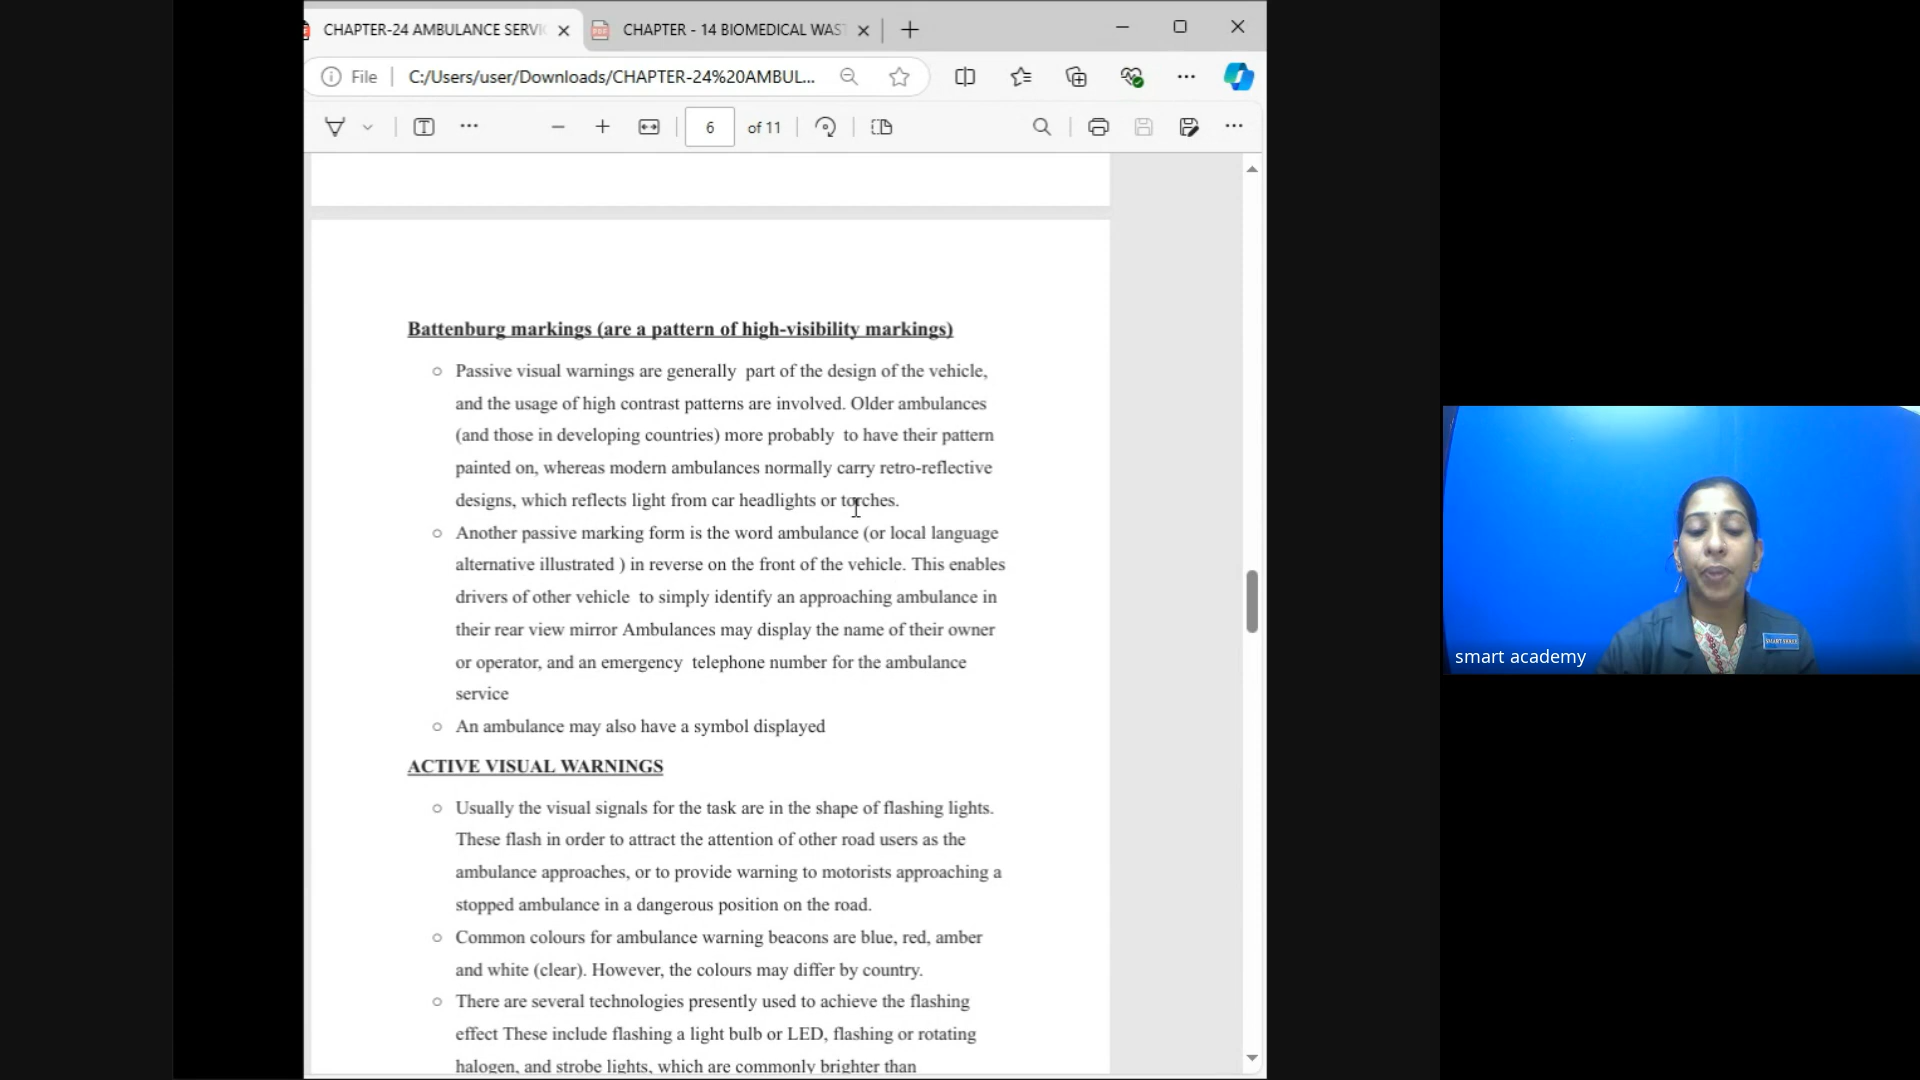 CHAPTER-24 AMBULANCE SERVI
CHAPTER - 14 BIOMEDICAL WAS
File
C:/Users/user/Downloads/CHAPTER-24%20AMBUL...
6 of 11
Battenburg markings (are a pattern of high-visibility markings)
Passive visual warnings are generally part of the design of the vehicle,
and the usage of high contrast patterns are involved. Older ambulances
(and those in developing countries) more probably to have their pattern
painted on, whereas modern ambulances normally carry retro-reflective
designs, which reflects light from car headlights or torches.
Another passive marking form is the word ambulance (or local language
alternative illustrated ) in reverse on the front of the vehicle. This enables
drivers of other vehicle to simply identify an approaching ambulance in
their rear view mirror Ambulances may display the name of their owner
or operator, and an emergency telephone number for the ambulance
service
An ambulance may also have a symbol displayed
ACTIVE VISUAL WARNINGS
Usually the visual signals for the task are in the shape of flashing lights.
These flash in order to attract the attention of other road users as the
ambulance approaches, or to provide warning to motorists approaching a
stopped ambulance in a dangerous position on the road.
Common colours for ambulance warning beacons are blue, red, amber
and white (clear). However, the colours may differ by country.
There are several technologies presently used to achieve the flashing
effect These include flashing a light bulb or LED, flashing or rotating
halogen, and strobe lights, which are commonly brighter than
smart academy